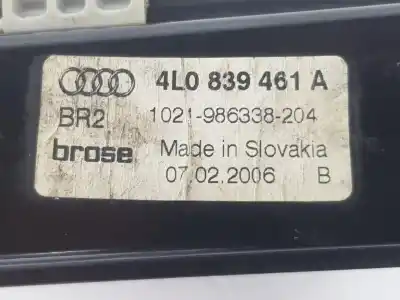 4L0 839 461 A
BR2 1021-986338-204
brose Made in Slovakia
07.02.2006 B